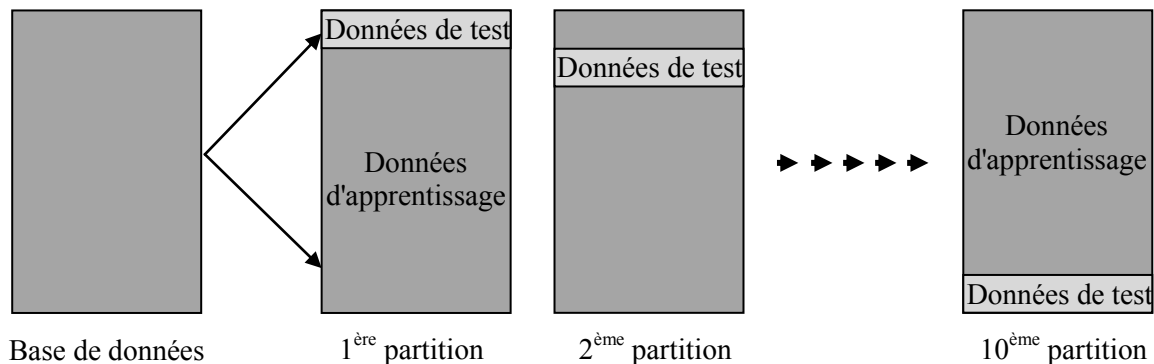 Données de test
Données
d'apprentissage
Données de test
Données
d'apprentissage
Données de test
Base de données
1ère partition
2ème partition
10ème partition